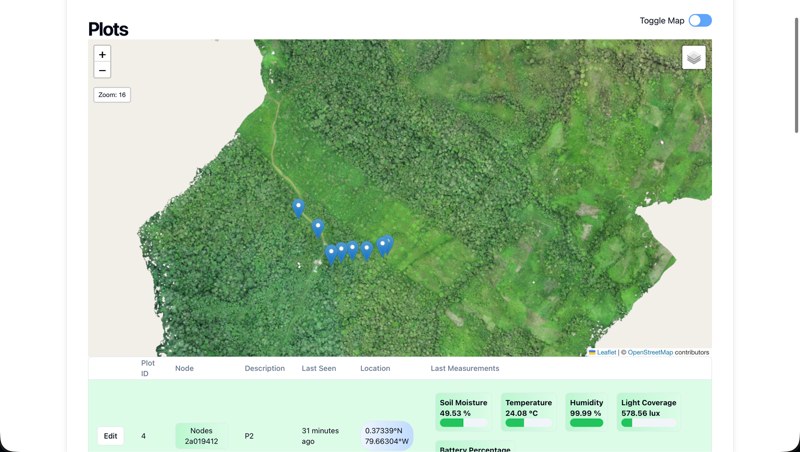 Plots
Toggle Map
+
−
Zoom: 16
Leaflet | © OpenStreetMap contributors
Plot ID
Node
Description
Last Seen
Location
Last Measurements
Edit
4
Nodes
2a019412
P2
31 minutes
ago
0.37339°N
79.66304°W
Soil Moisture
49.53 %
Temperature
24.08 °C
Humidity
99.99 %
Light Coverage
578.56 lux
Battery Percentage